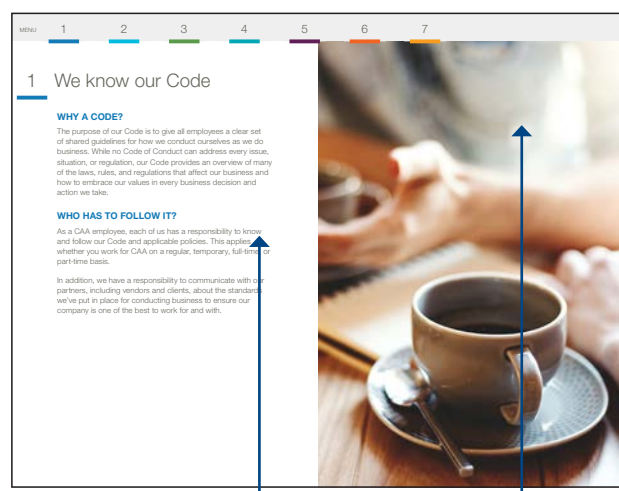 MENU 1 2 3 4 5 6 7
1 We know our Code
WHY A CODE?
The purpose of our Code is to give all employees a clear set
of shared guidelines for how we conduct ourselves as we do
business. While no Code of Conduct can address every issue,
situation, or regulation, our Code provides an overview of many
of the laws, rules, and regulations that affect our business and
how to embrace our values in every business decision and
action we take.
WHO HAS TO FOLLOW IT?
As a CAA employee, each of us has a responsibility to know
and follow our Code and applicable policies. This applies
whether you work for CAA on a regular, temporary, full-time or
part-time basis.
In addition, we have a responsibility to communicate with our
partners, including vendors and clients, about the standards
we've put in place for conducting business to ensure our
company is one of the best to work for and with.